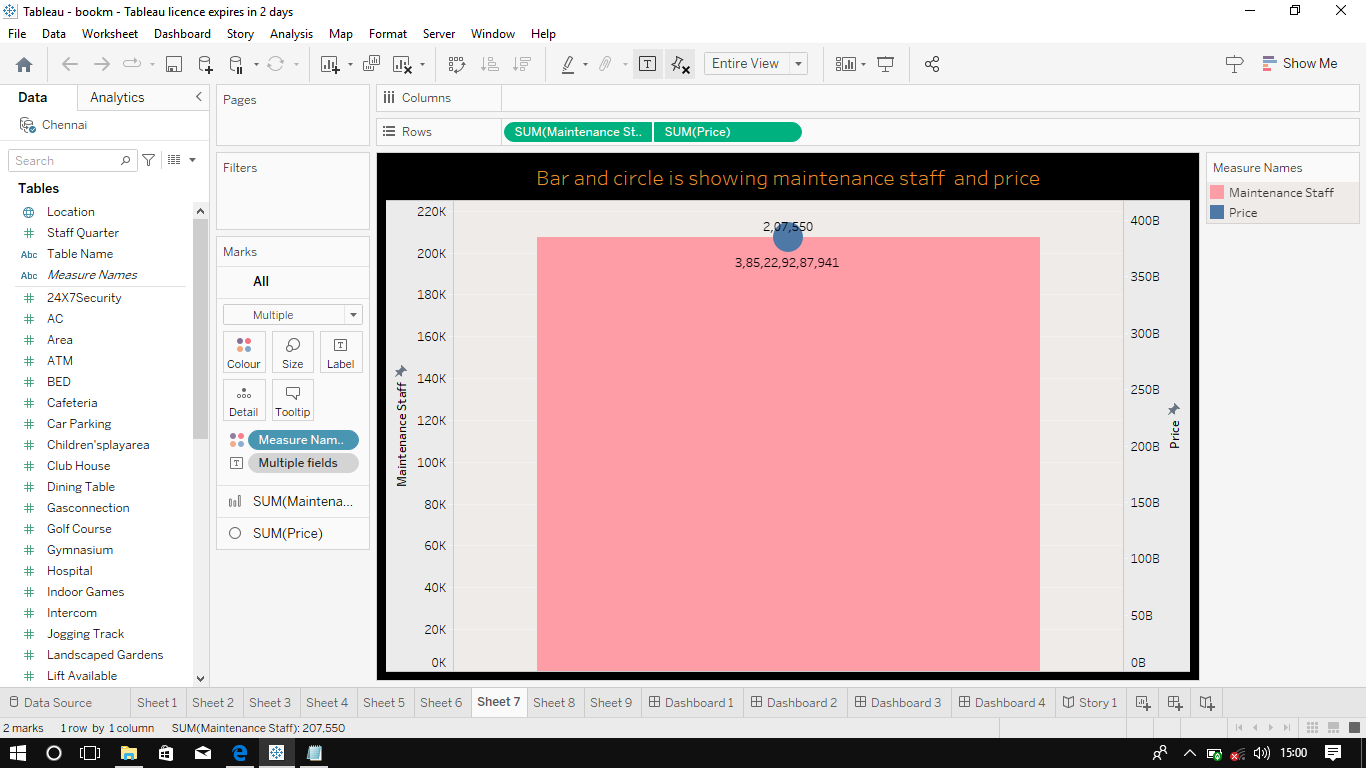 Tableau - bookm - Tableau licence expires in 2 days
File Data Worksheet Dashboard Story Analysis Map Format Server Window Help
Entire View
Show Me
Data Analytics
Chennai
Search
Tables
Location
Staff Quarter
Abc Table Name
Abc Measure Names
24X7Security
AC
Area
ATM
BED
Cafeteria
Car Parking
Children'splayarea
Club House
Dining Table
Gasconnection
Golf Course
Gymnasium
Hospital
Indoor Games
Intercom
Jogging Track
Landscaped Gardens
Lift Available
Pages
Filters
Marks
All
Multiple
Colour Size Label
Detail Tooltip
Measure Nam..
Multiple fields
SUM(Maintena...
SUM(Price)
Columns
Rows SUM(Maintenance St.. SUM(Price)
Bar and circle is showing maintenance staff and price
Maintenance Staff
220K
200K
180K
160K
140K
120K
100K
80K
60K
40K
20K
0K
2,07,550
3,85,22,92,87,941
400B
350B
300B
250B
200B
150B
100B
50B
0B
Price
Measure Names
Maintenance Staff
Price
Data Source Sheet 1 Sheet 2 Sheet 3 Sheet 4 Sheet 5 Sheet 6 Sheet 7 Sheet 8 Sheet 9 Dashboard 1 Dashboard 2 Dashboard 3 Dashboard 4 Story 1
2 marks 1 row by 1 column SUM(Maintenance Staff): 207,550
15:00